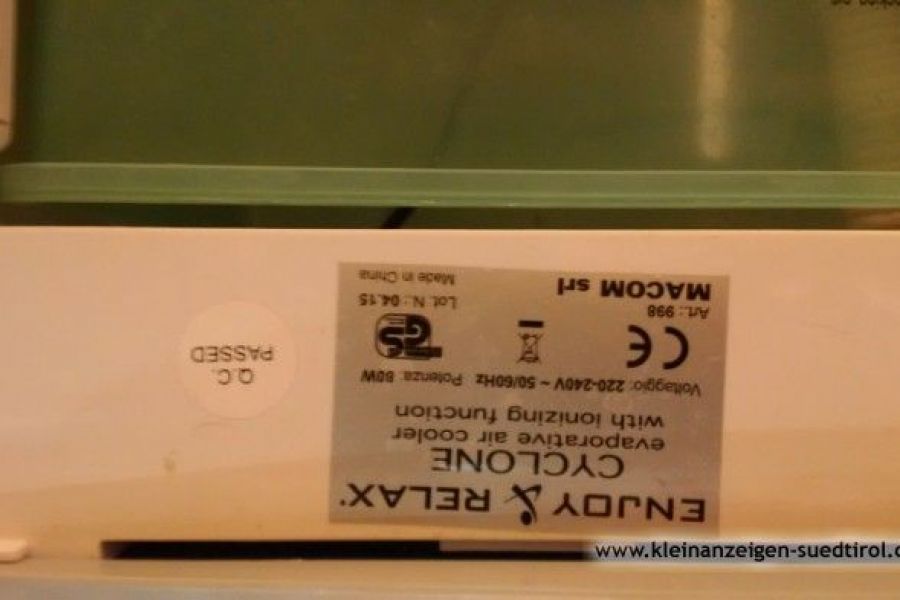 ENJOY & RELAX
CYCLONE
evaporative air cooler
with ionizing function
Voltaggio: 220-240V ~ 50/60Hz Potenza: 80W
CE
GS
Art.: 998
Lot. N.: 04.15
MACOM srl
Made in China
Q.C.
PASSED
www.kleinanzeigen-suedtirol.c